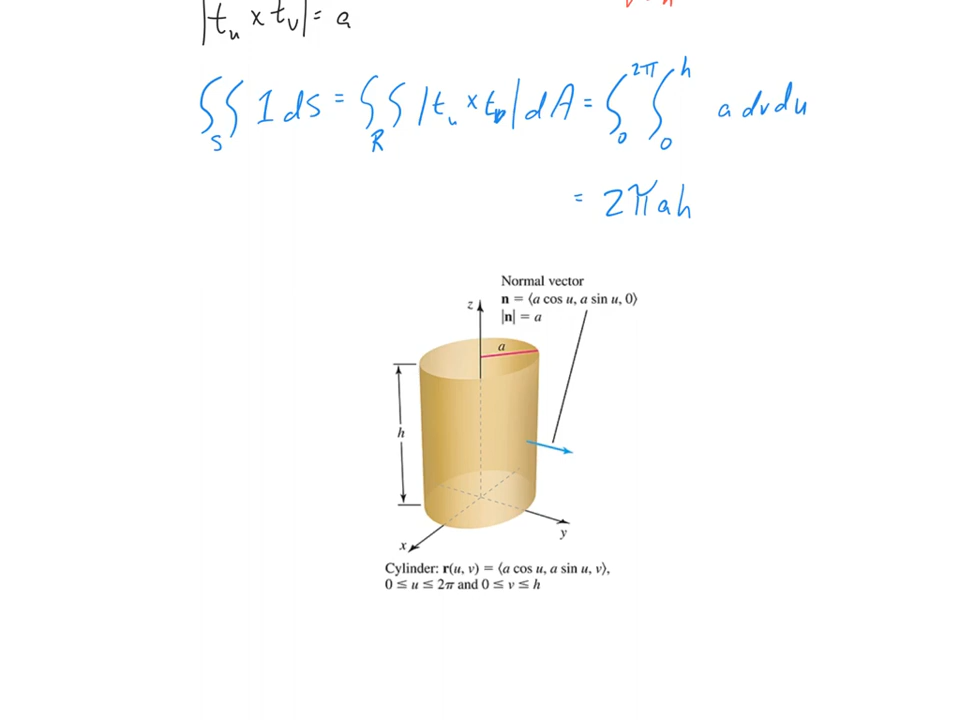 |t_u × t_v| = a
∫∫_S 1 dS = ∫∫_R |t_u × t_v| dA = ∫_0^{2π} ∫_0^h a dv du
= 2πah
Normal vector
n = ⟨a cos u, a sin u, 0⟩
|n| = a
z
a
h
y
x
Cylinder: r(u, v) = ⟨a cos u, a sin u, v⟩,
0 ≤ u ≤ 2π and 0 ≤ v ≤ h